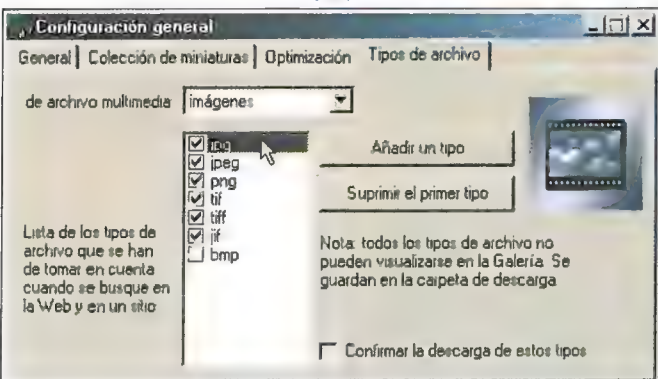 Configuración general
General
Colección de miniaturas
Optimización
Tipos de archivo
de archivo multimedia
imágenes
jpg
jpeg
png
tif
tiff
jif
bmp
Añadir un tipo
Suprimir el primer tipo
Lista de los tipos de
archivo que se han
de tomar en cuenta
cuando se busque en
la Web y en un sitio
Nota: todos los tipos de archivo no
pueden visualizarse en la Galería. Se
guardan en la carpeta de descarga
Confirmar la descarga de estos tipos